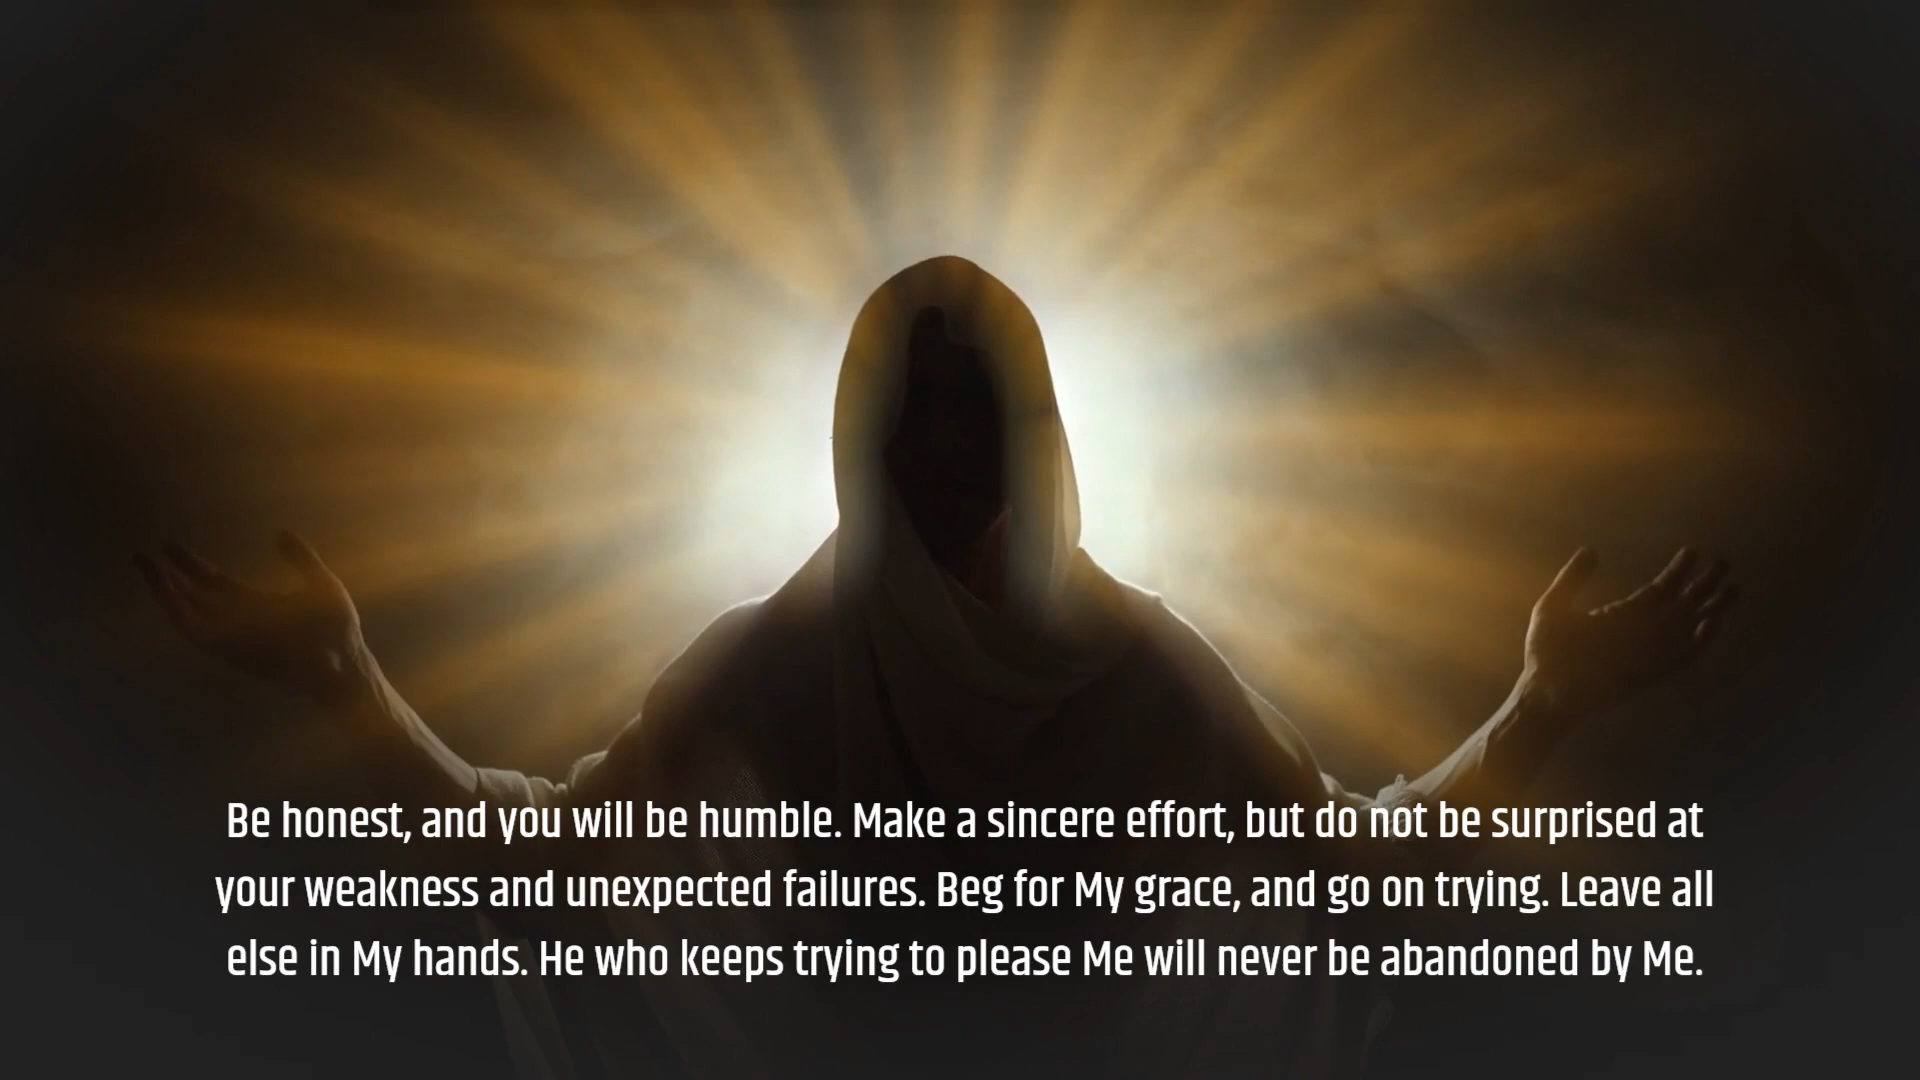 Be honest, and you will be humble. Make a sincere effort, but do not be surprised at
your weakness and unexpected failures. Beg for My grace, and go on trying. Leave all
else in My hands. He who keeps trying to please Me will never be abandoned by Me.